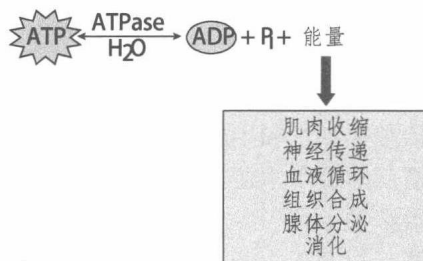 ATP ATPase H2O ADP + Pi + 能量
肌肉收缩
神经传递
血液循环
组织合成
腺体分泌
消化